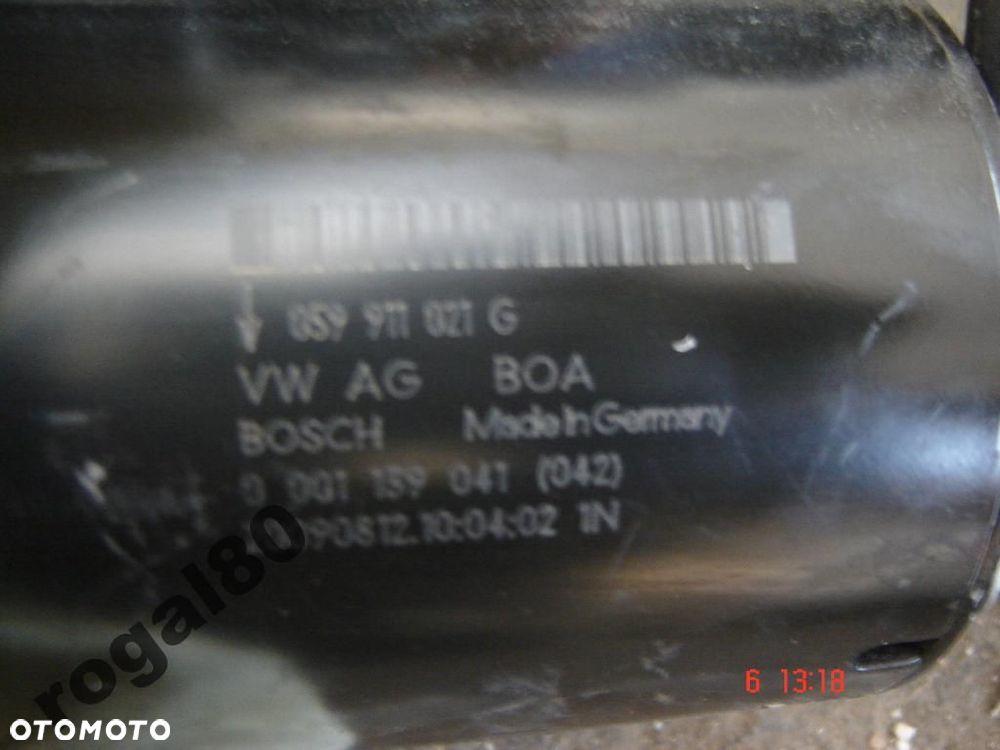 059 911 021 G
VW AG BOA
BOSCH Made in Germany
0 001 159 041 (042)
090812.10:04:02 1N
rogal80
6 13:18
OTOMOTO